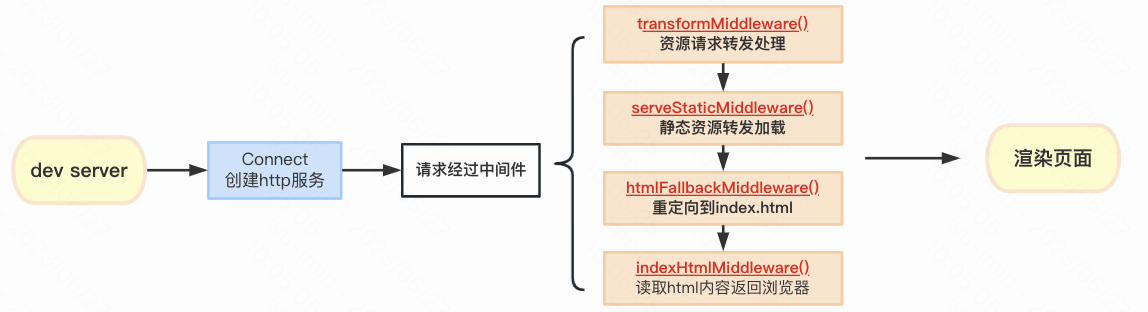 dev server
Connect
创建http服务
请求经过中间件
transformMiddleware()
资源请求转发处理
serveStaticMiddleware()
静态资源转发加载
htmlFallbackMiddleware()
重定向到index.html
indexHtmlMiddleware()
读取html内容返回浏览器
渲染页面